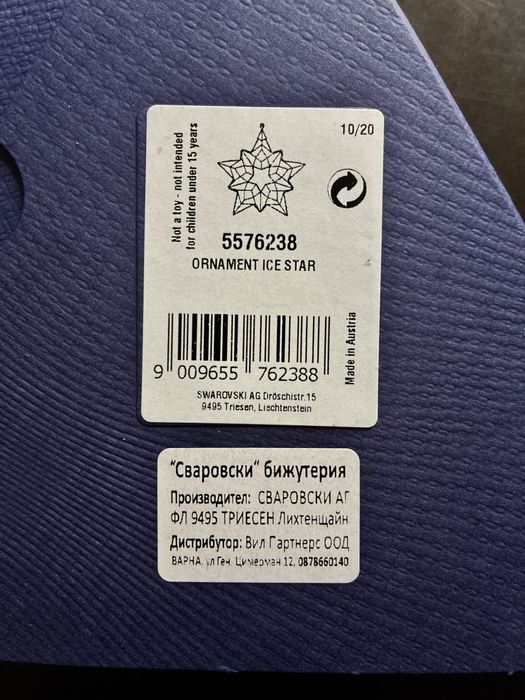 Not a toy - not intended
for children under 15 years
10/20
5576238
ORNAMENT ICE STAR
Made in Austria
9 009655 762388
SWAROVSKI AG Dröschistr.15
9495 Triesen, Liechtenstein
“Сваровски“ бижутерия
Производител: СВАРОВСКИ АГ
ФЛ 9495 ТРИЕСЕН Лихтенщайн
Дистрибутор: Вил Партнерс ООД
ВАРНА, ул Ген. Цимерман 12, 0878660140